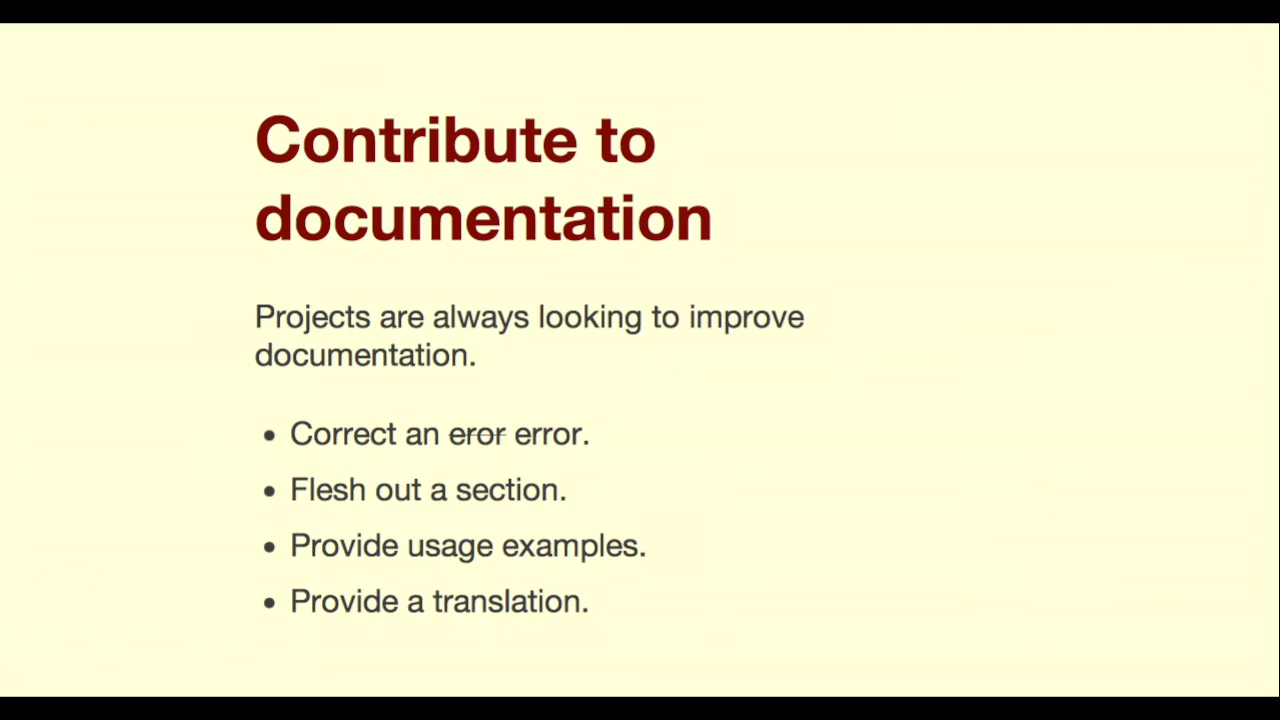 Contribute to
documentation
Projects are always looking to improve
documentation.
• Correct an eror error.
• Flesh out a section.
• Provide usage examples.
• Provide a translation.